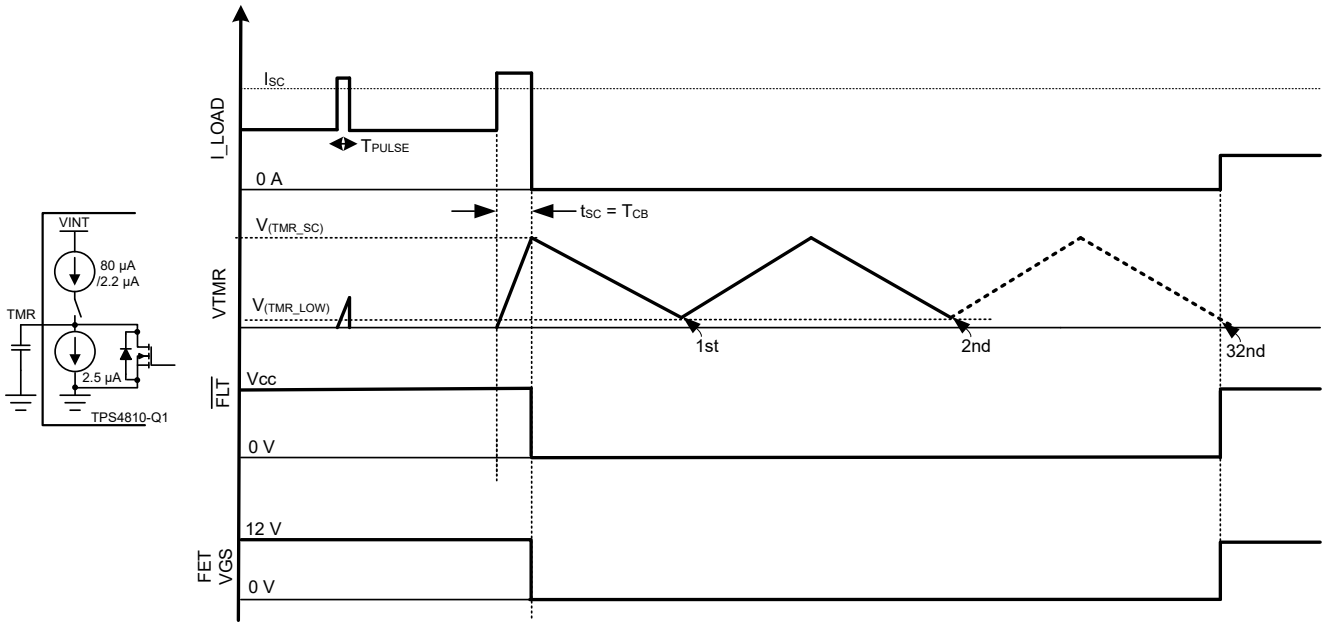 I_LOAD
ISC
TPULSE
0 A
tSC = TCB
VTMR
V(TMR_SC)
V(TMR_LOW)
1st
2nd
32nd
VINT
80 µA
/2.2 µA
TMR
2.5 µA
TPS4810-Q1
FLT
Vcc
0 V
FET
VGS
12 V
0 V